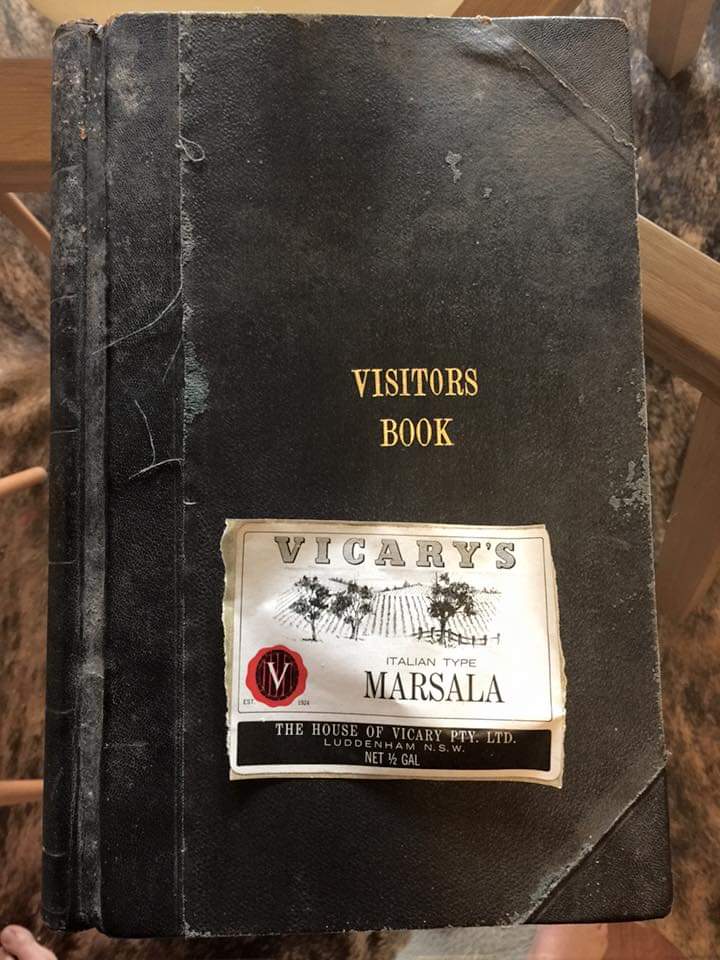 VISITORS
BOOK
VICARY'S
ITALIAN TYPE
MARSALA
V
EST. 1924
THE HOUSE OF VICARY PTY. LTD.
LUDDENHAM N.S.W.
NET ½ GAL